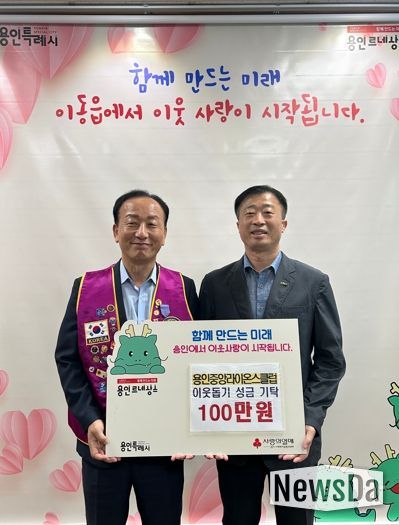 용인특례시
용인르네상스
함께 만드는 미래
이동읍에서 이웃 사랑이 시작됩니다.
KOREA
함께 만드는 미래
용인에서 이웃사랑이 시작됩니다.
용인중앙라이온스클럽
이웃돕기 성금 기탁
100만 원
용인르네상스
용인특례시
사랑의열매
NewsDa